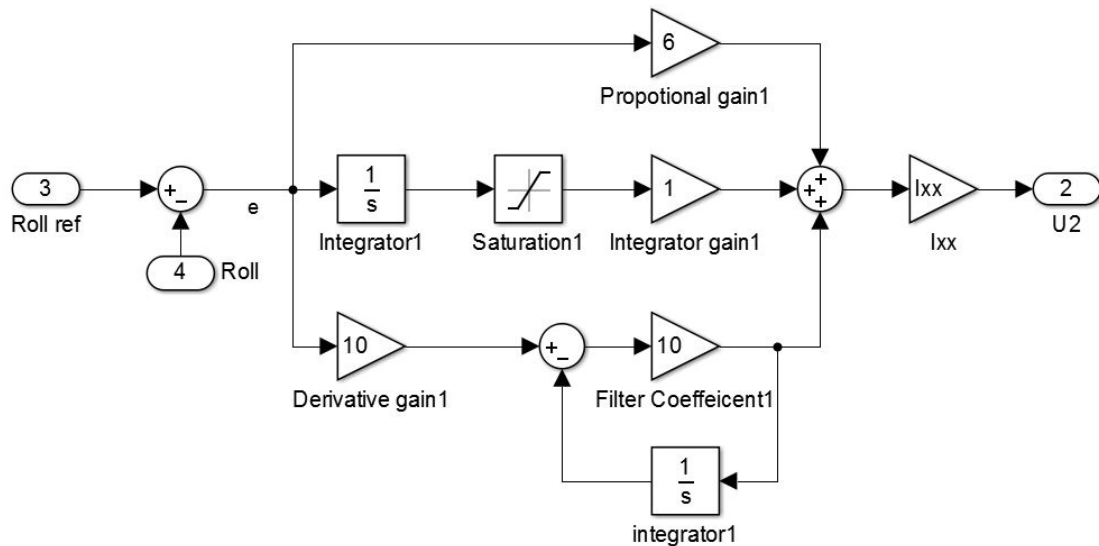 6
Propotional gain1
3
Roll ref
+
−
e
1
s
Integrator1
Saturation1
1
Integrator gain1
+
+
+
Ixx
Ixx
2
U2
4
Roll
10
Derivative gain1
+
−
10
Filter Coeffeicent1
1
s
integrator1